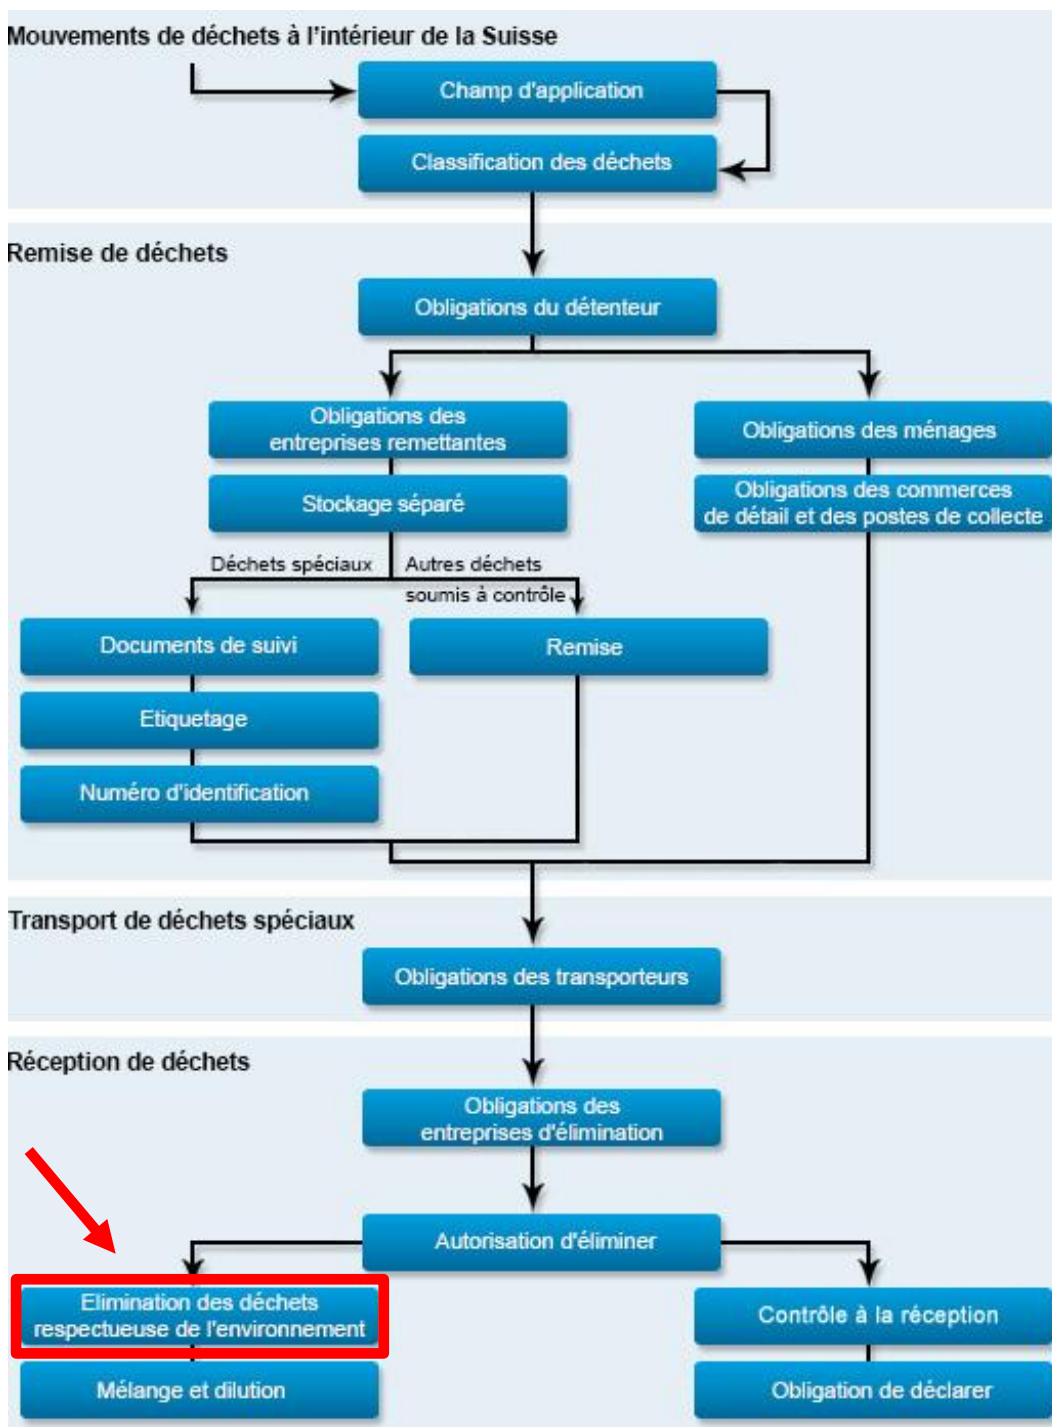 Mouvements de déchets à l'intérieur de la Suisse
Champ d'application
Classification des déchets
Remise de déchets
Obligations du détenteur
Obligations des
entreprises remettantes
Obligations des ménages
Stockage séparé
Obligations des commerces
de détail et des postes de collecte
Déchets spéciaux
Autres déchets
soumis à contrôle
Documents de suivi
Remise
Etiquetage
Numéro d'identification
Transport de déchets spéciaux
Obligations des transporteurs
Réception de déchets
Obligations des
entreprises d'élimination
Autorisation d'éliminer
Elimination des déchets
respectueuse de l'environnement
Contrôle à la réception
Mélange et dilution
Obligation de déclarer